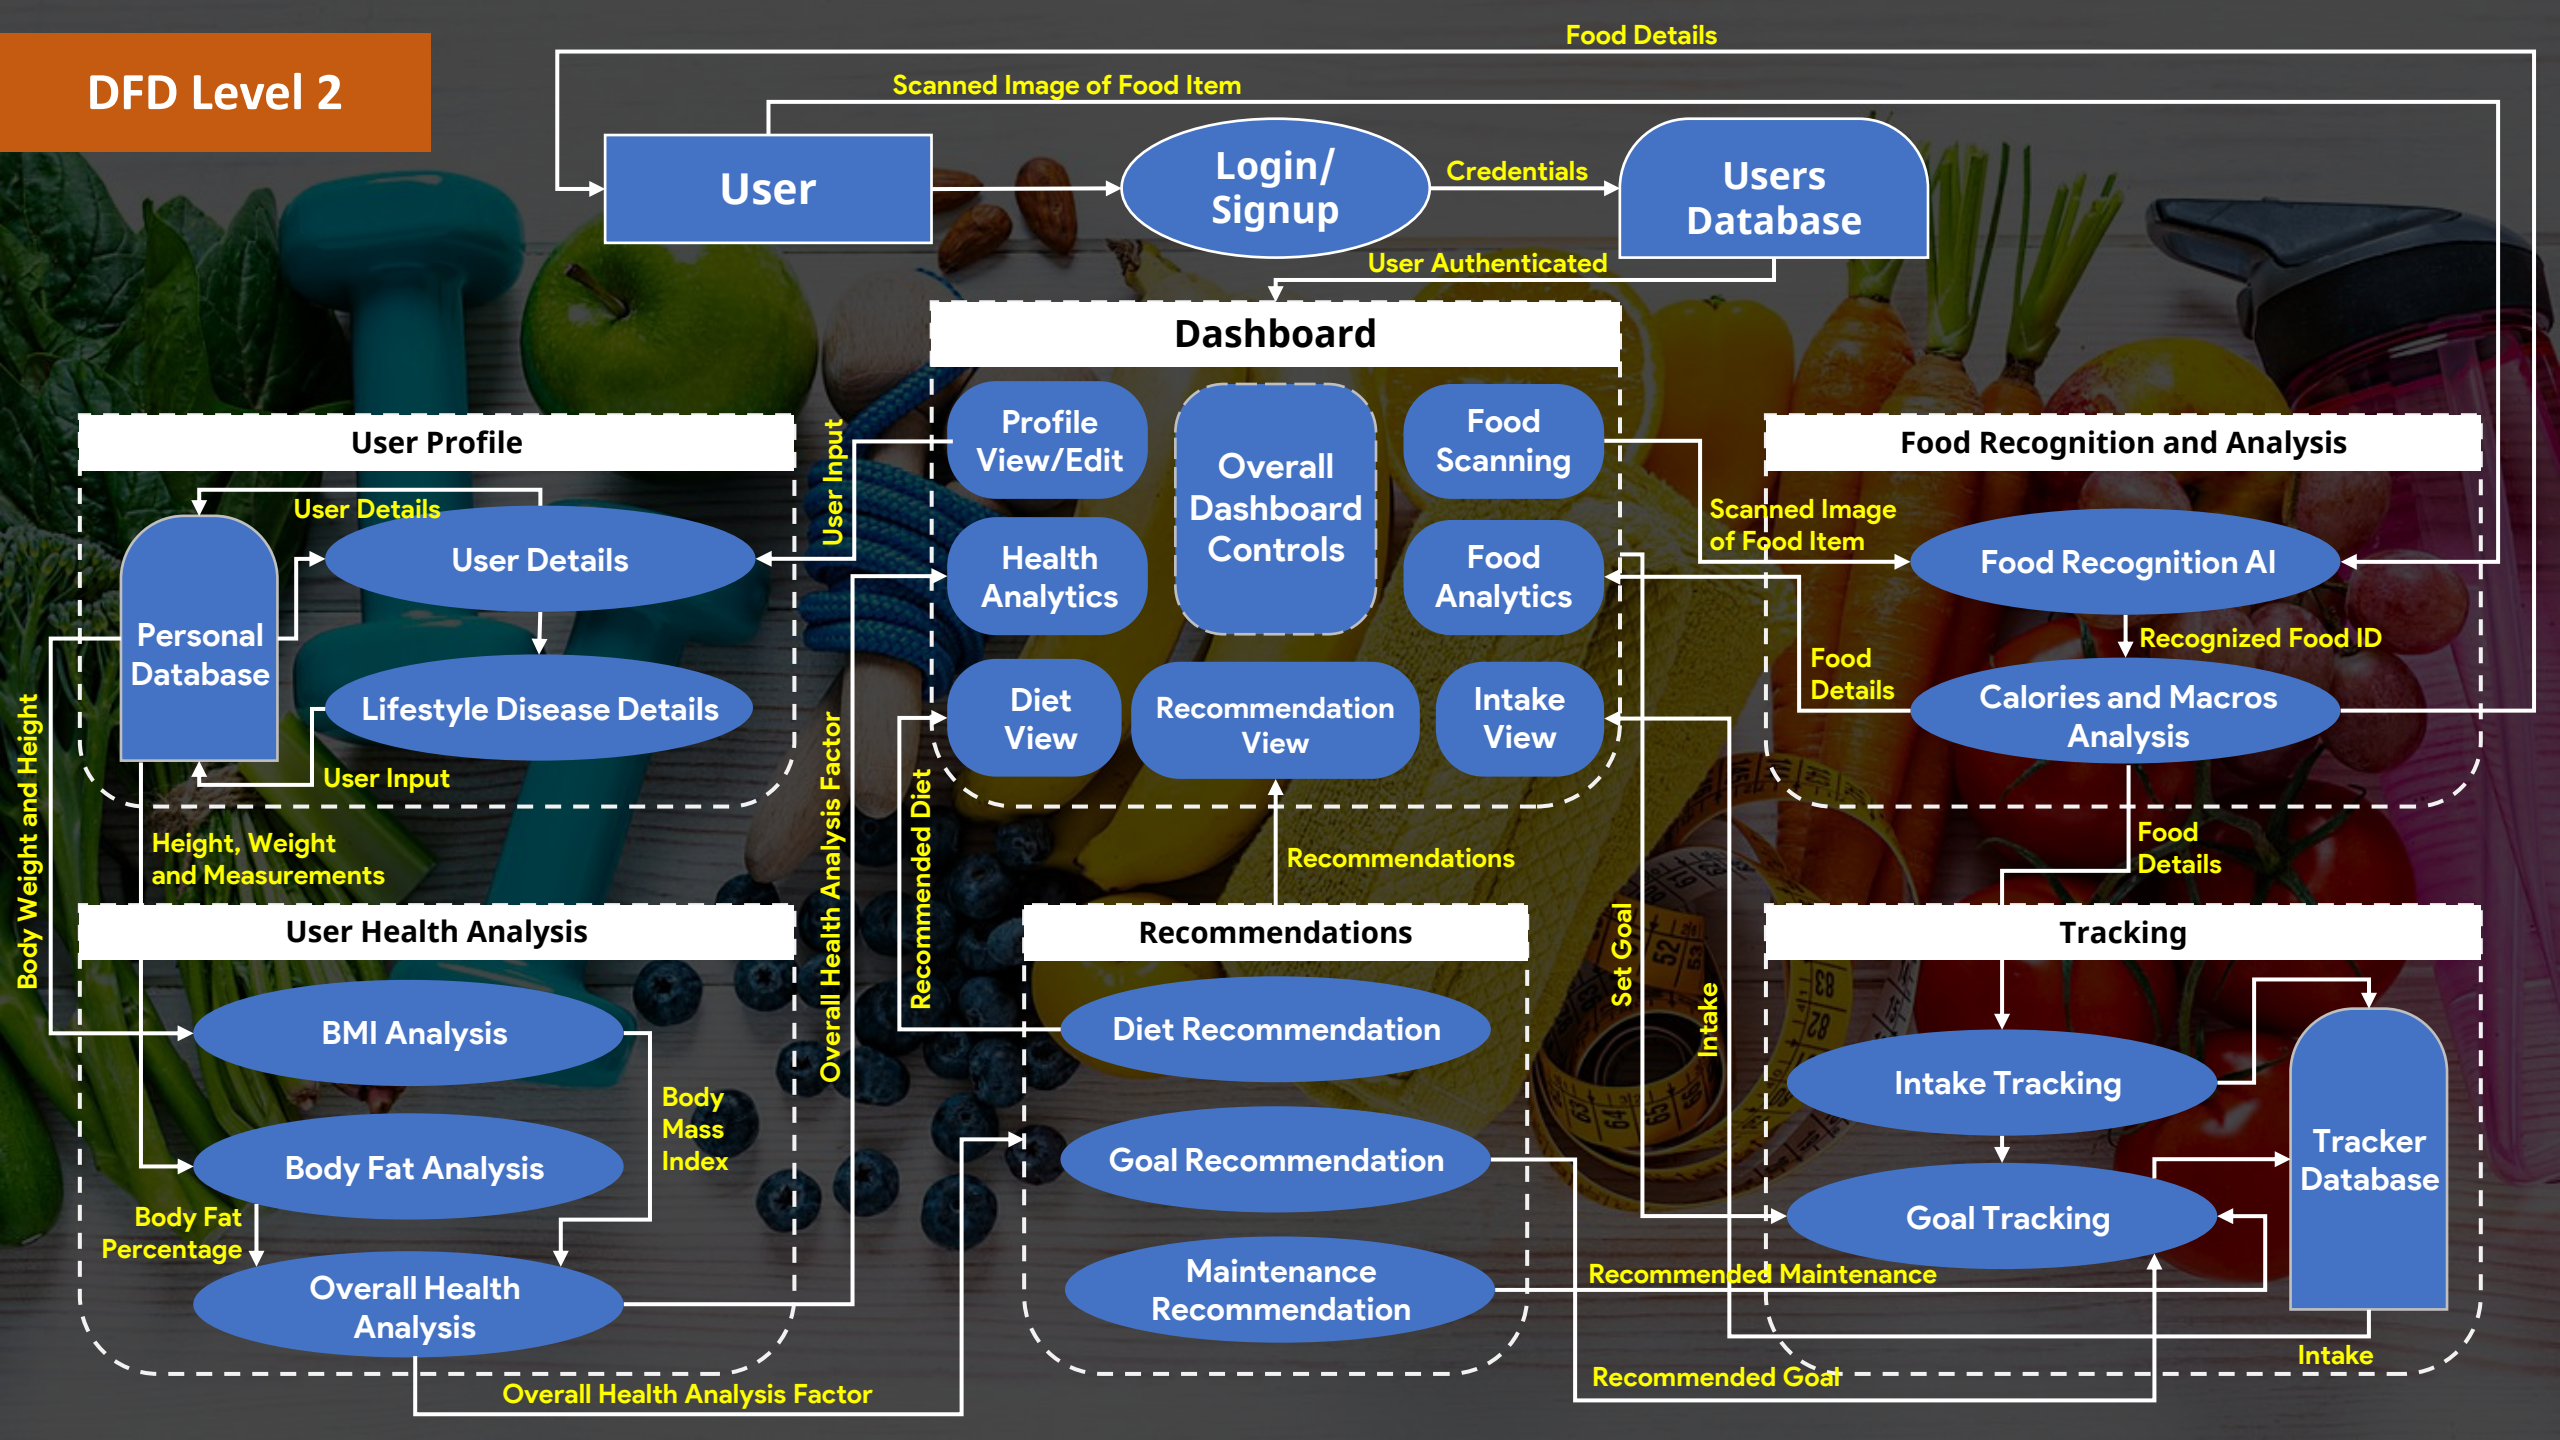 DFD Level 2
Food Details
Scanned Image of Food Item
User
Login/
Signup
Credentials
Users
Database
User Authenticated
Dashboard
Profile
View/Edit
Overall
Dashboard
Controls
Food
Scanning
Health
Analytics
Food
Analytics
Diet
View
Recommendation
View
Intake
View
User Profile
User Details
User Details
Personal
Database
Lifestyle Disease Details
User Input
User Input
Food Recognition and Analysis
Scanned Image
of Food Item
Food Recognition AI
Recognized Food ID
Food
Details
Calories and Macros
Analysis
Food
Details
Body Weight and Height
Height, Weight
and Measurements
Overall Health Analysis Factor
Recommended Diet
Recommendations
Set Goal
Intake
User Health Analysis
BMI Analysis
Body
Mass
Index
Body Fat Analysis
Body Fat
Percentage
Overall Health
Analysis
Overall Health Analysis Factor
Recommendations
Diet Recommendation
Goal Recommendation
Maintenance
Recommendation
Tracking
Intake Tracking
Goal Tracking
Tracker
Database
Recommended Maintenance
Intake
Recommended Goal